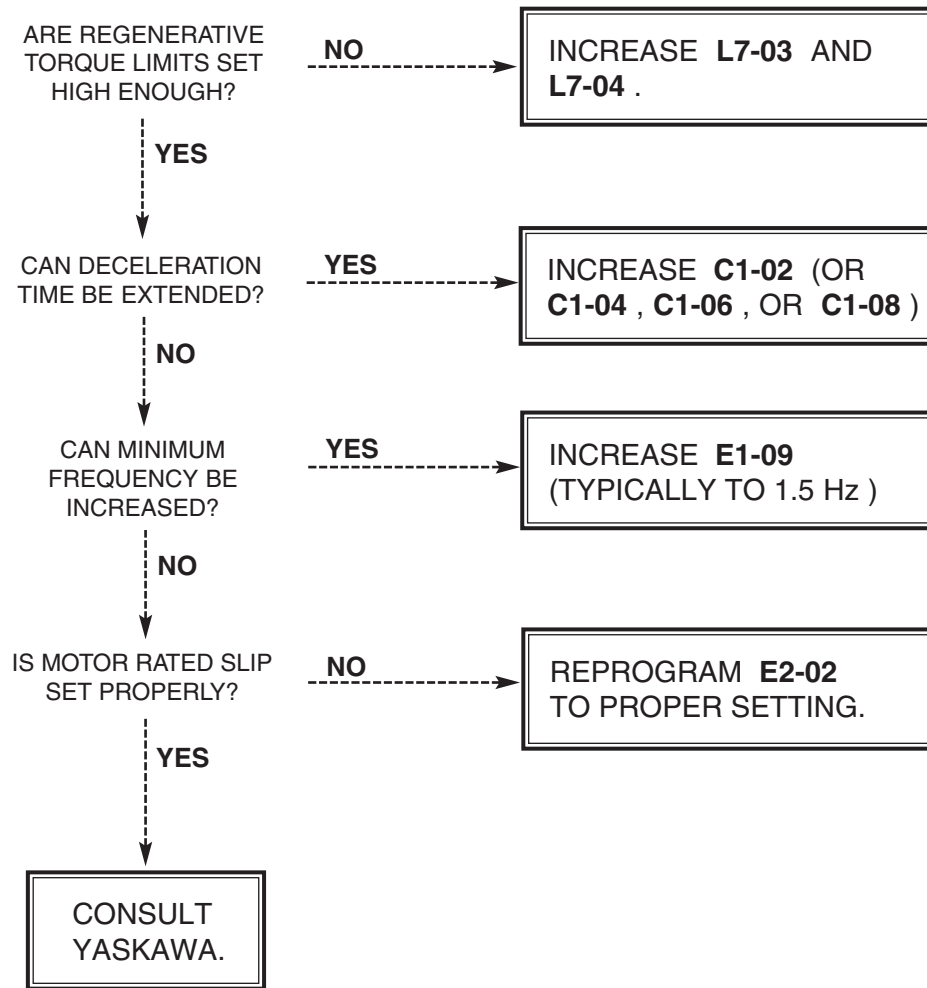 ARE REGENERATIVE
TORQUE LIMITS SET
HIGH ENOUGH?
NO
INCREASE L7-03 AND
L7-04 .
YES
CAN DECELERATION
TIME BE EXTENDED?
YES
INCREASE C1-02 (OR
C1-04 , C1-06 , OR C1-08 )
NO
CAN MINIMUM
FREQUENCY BE
INCREASED?
YES
INCREASE E1-09
(TYPICALLY TO 1.5 Hz )
NO
IS MOTOR RATED SLIP
SET PROPERLY?
NO
REPROGRAM E2-02
TO PROPER SETTING.
YES
CONSULT
YASKAWA.